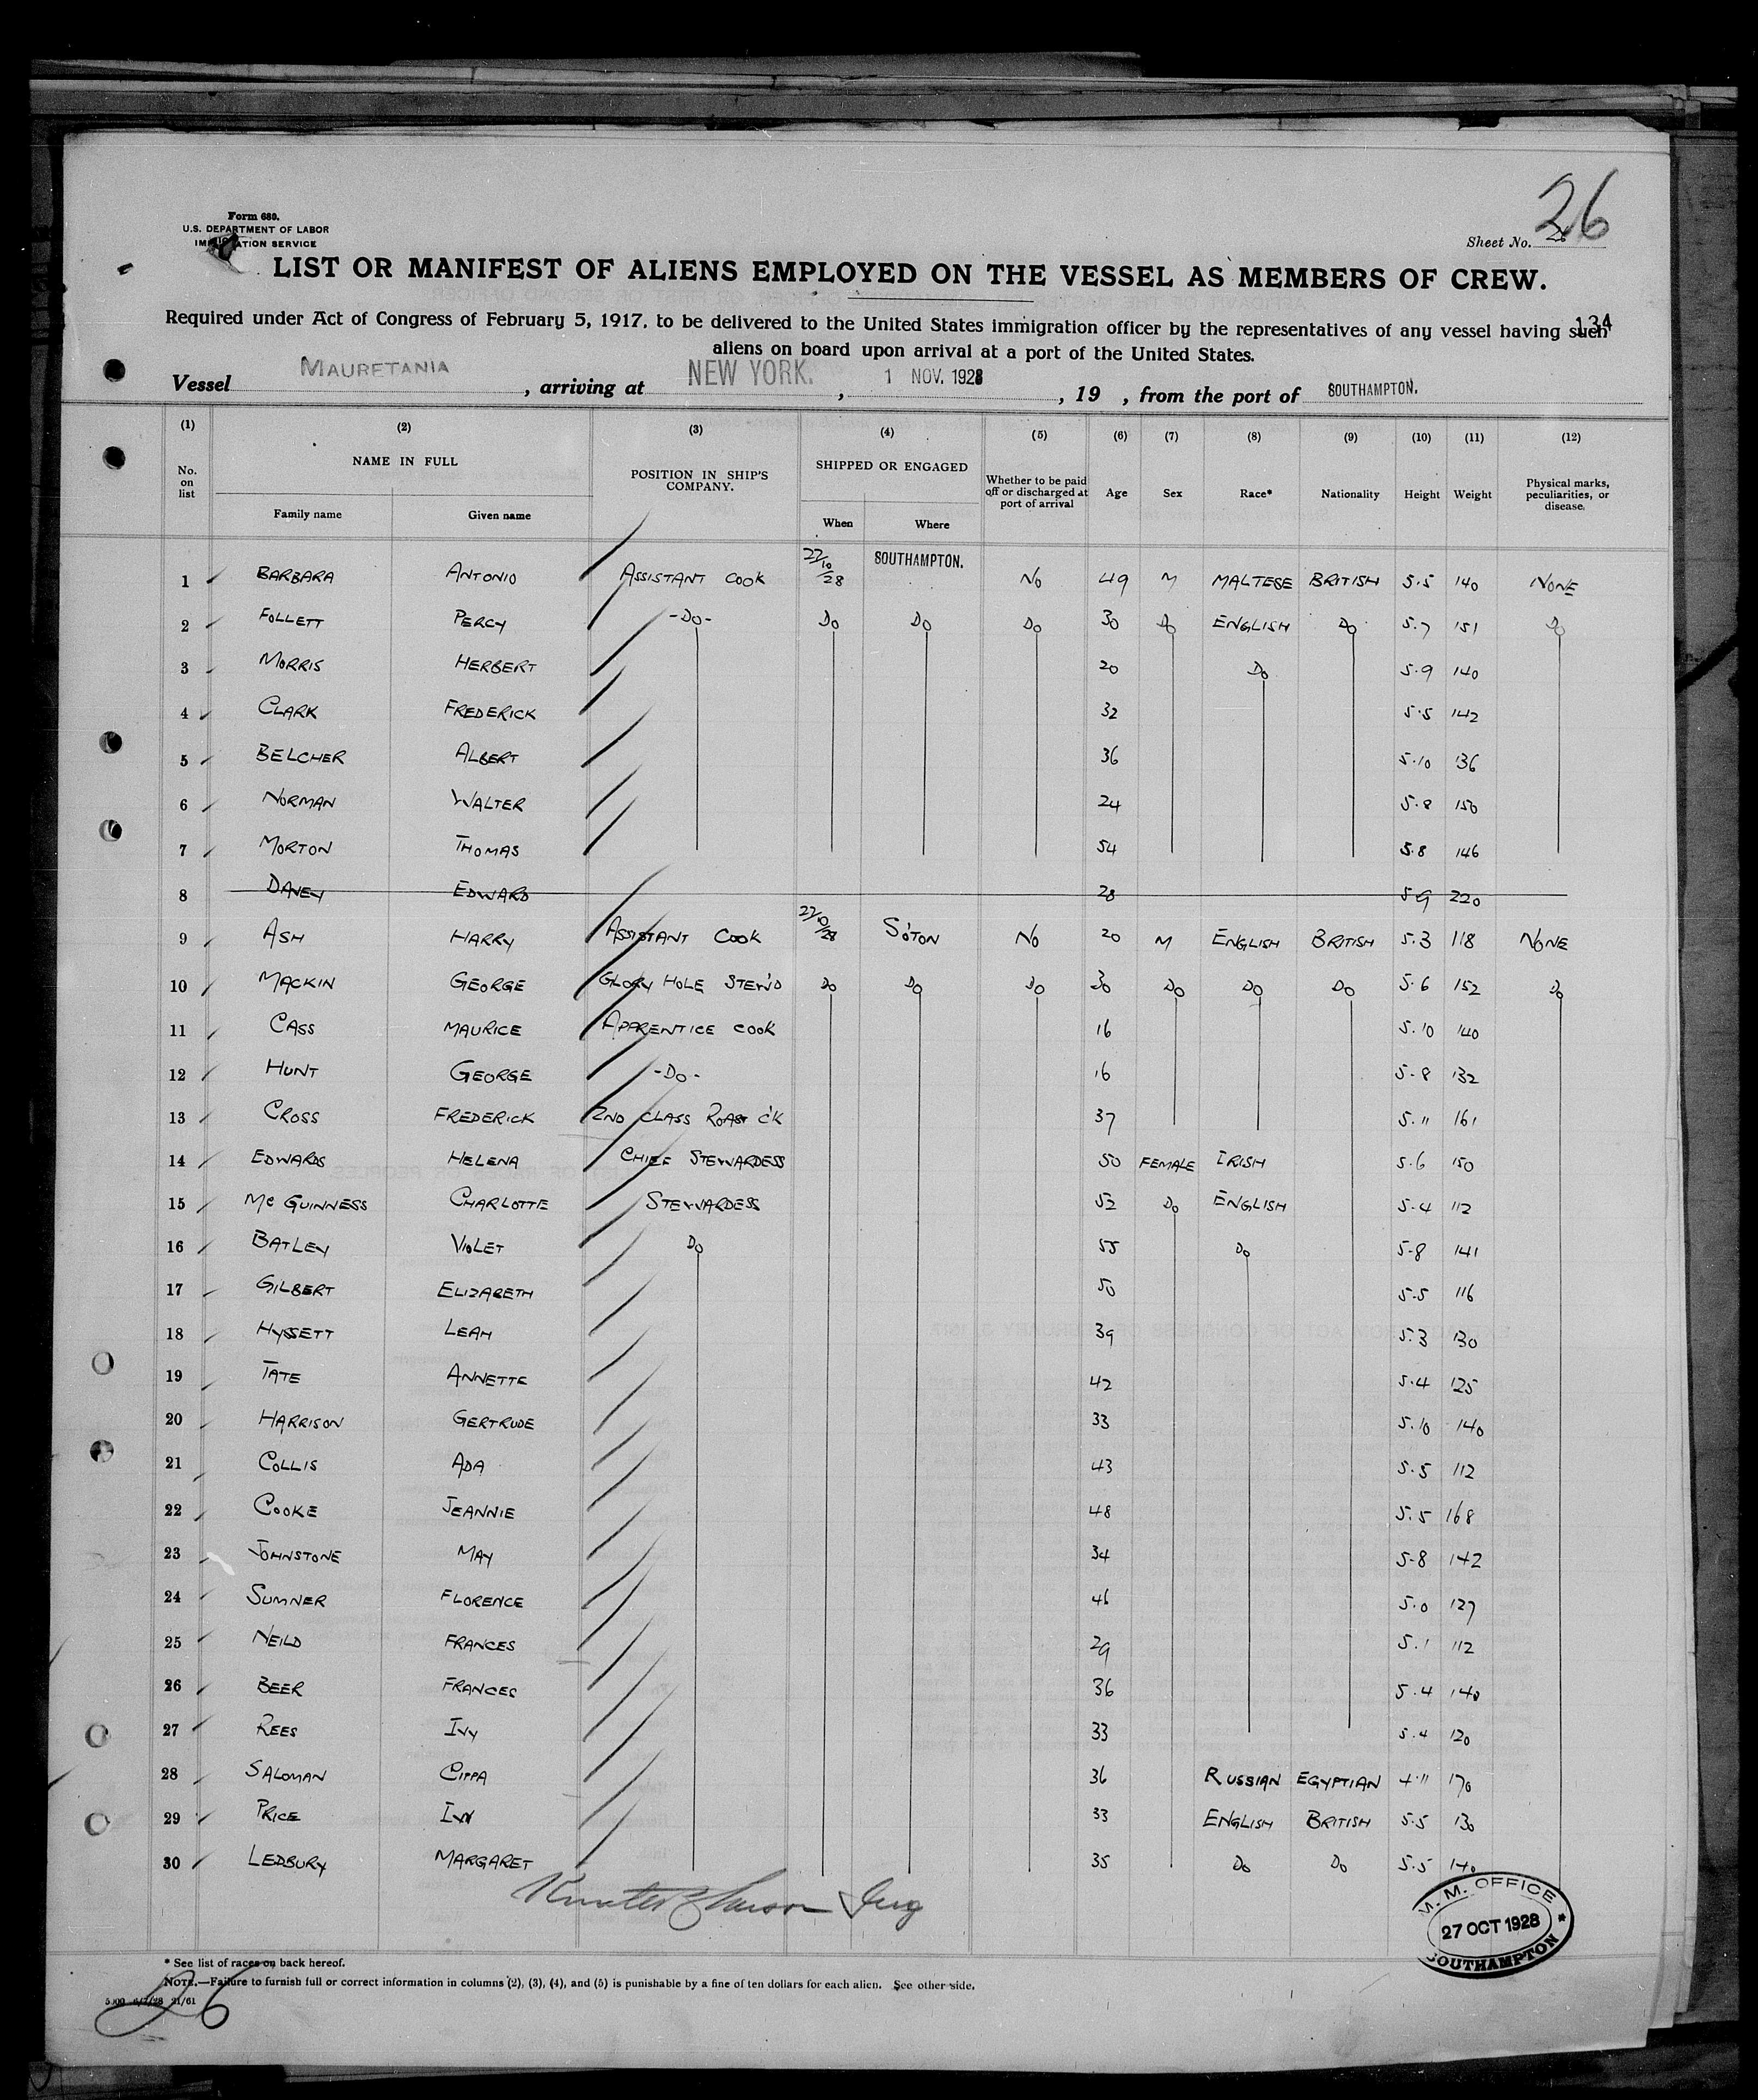 26
Form 680.
U.S. DEPARTMENT OF LABOR
IMMIGRATION SERVICE
Sheet No. 26
LIST OR MANIFEST OF ALIENS EMPLOYED ON THE VESSEL AS MEMBERS OF CREW.
Required under Act of Congress of February 5, 1917, to be delivered to the United States immigration officer by the representatives of any vessel having such
134
aliens on board upon arrival at a port of the United States.
Vessel MAURETANIA, arriving at NEW YORK., 1 NOV. 1928, 19 , from the port of SOUTHAMPTON.
(1) (2) (3) (4) (5) (6) (7) (8) (9) (10) (11) (12)
No. on list NAME IN FULL POSITION IN SHIP'S COMPANY. SHIPPED OR ENGAGED Whether to be paid off or discharged at port of arrival Age Sex Race* Nationality Height Weight Physical marks, peculiarities, or disease.
Family name Given name When Where
1 BARBARA ANTONIO ASSISTANT COOK 22/10/28 SOUTHAMPTON. NO 49 M MALTESE BRITISH 5.5 140 NONE
2 FOLLETT PERCY -DO- DO DO DO 30 DO ENGLISH DO 5.7 151 DO
3 MORRIS HERBERT 20 DO 5.9 140
4 CLARK FREDERICK 32 5.5 142
5 BELCHER ALBERT 36 5.10 136
6 NORMAN WALTER 24 5.8 150
7 MORTON THOMAS 54 5.8 146
8 DAVEY EDWARD 28 5.9 220
9 ASH HARRY ASSISTANT COOK 22/10/28 S'OTON NO 20 M ENGLISH BRITISH 5.3 118 NONE
10 MACKIN GEORGE GLORY HOLE STEW'D DO DO DO 30 DO DO DO 5.6 152 DO
11 CASS MAURICE APPRENTICE COOK 16 5.10 140
12 HUNT GEORGE -DO- 16 5.8 132
13 CROSS FREDERICK 2ND CLASS ROAST C'K 37 5.11 161
14 EDWARDS HELENA CHIEF STEWARDESS 50 FEMALE IRISH 5.6 150
15 Mc GUINNESS CHARLOTTE STEWARDESS 52 DO ENGLISH 5.4 112
16 BATLEY VIOLET DO 55 DO 5.8 141
17 GILBERT ELIZABETH 50 5.5 116
18 HYSSETT LEAH 39 5.3 130
19 TATE ANNETTE 42 5.4 125
20 HARRISON GERTRUDE 33 5.10 140
21 COLLIS ADA 43 5.5 112
22 COOKE JEANNIE 48 5.5 168
23 JOHNSTONE MAY 34 5.8 142
24 SUMNER FLORENCE 46 5.0 127
25 NEILD FRANCES 29 5.1 112
26 BEER FRANCES 36 5.4 140
27 REES IVY 33 5.4 120
28 SALOMAN CIPPA 36 RUSSIAN EGYPTIAN 4.11 170
29 PRICE IVY 33 ENGLISH BRITISH 5.5 130
30 LEDBURY MARGARET 35 DO DO 5.5 140
M. M. OFFICE
27 OCT 1928
SOUTHAMPTON
* See list of races on back hereof.
NOTE.—Failure to furnish full or correct information in columns (2), (3), (4), and (5) is punishable by a fine of ten dollars for each alien. See other side.
26